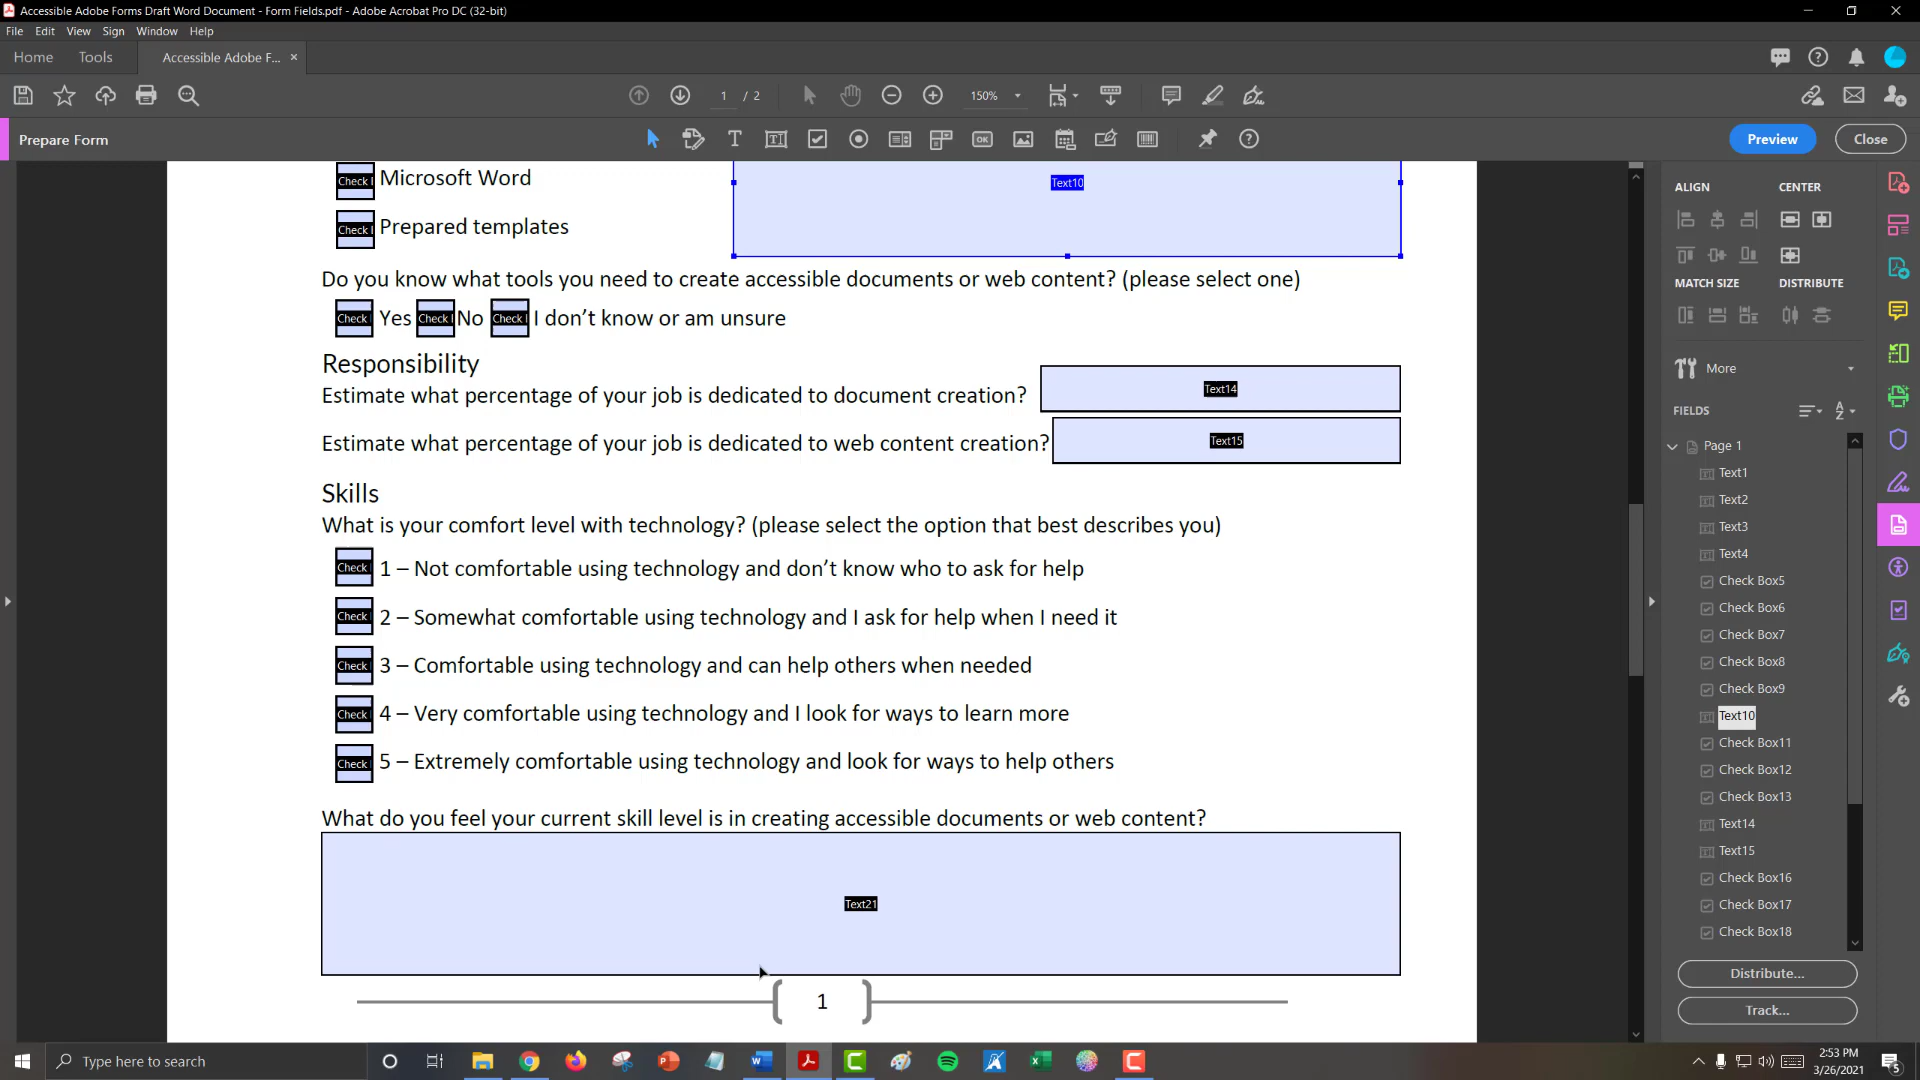 Accessible Adobe Forms Draft Word Document - Form Fields.pdf - Adobe Acrobat Pro DC (32-bit)
File Edit View Sign Window Help
Home Tools Accessible Adobe F... ×
1 / 2 150%
Prepare Form
T
OK
Preview
Close
Check Microsoft Word
Text10
Check Prepared templates
Do you know what tools you need to create accessible documents or web content? (please select one)
Check Yes Check No Check I don't know or am unsure
Responsibility
Estimate what percentage of your job is dedicated to document creation?
Text14
Estimate what percentage of your job is dedicated to web content creation?
Text15
Skills
What is your comfort level with technology? (please select the option that best describes you)
Check 1 – Not comfortable using technology and don't know who to ask for help
Check 2 – Somewhat comfortable using technology and I ask for help when I need it
Check 3 – Comfortable using technology and can help others when needed
Check 4 – Very comfortable using technology and I look for ways to learn more
Check 5 – Extremely comfortable using technology and look for ways to help others
What do you feel your current skill level is in creating accessible documents or web content?
Text21
1
ALIGN CENTER
MATCH SIZE DISTRIBUTE
More
FIELDS
Page 1
Text1
Text2
Text3
Text4
Check Box5
Check Box6
Check Box7
Check Box8
Check Box9
Text10
Check Box11
Check Box12
Check Box13
Text14
Text15
Check Box16
Check Box17
Check Box18
Distribute...
Track...
Type here to search
2:53 PM
3/26/2021
5